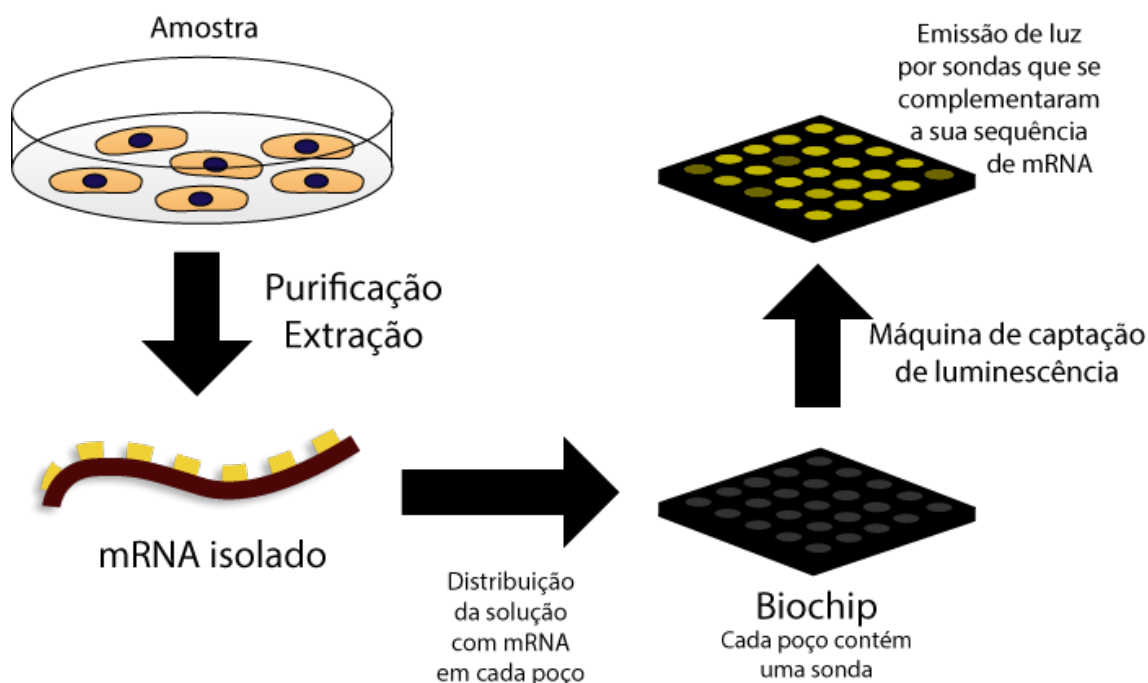 Amostra
Purificação
Extração
mRNA isolado
Distribuição
da solução
com mRNA
em cada poço
Biochip
Cada poço contém
uma sonda
Máquina de captação
de luminescência
Emissão de luz
por sondas que se
complementaram
a sua sequência
de mRNA